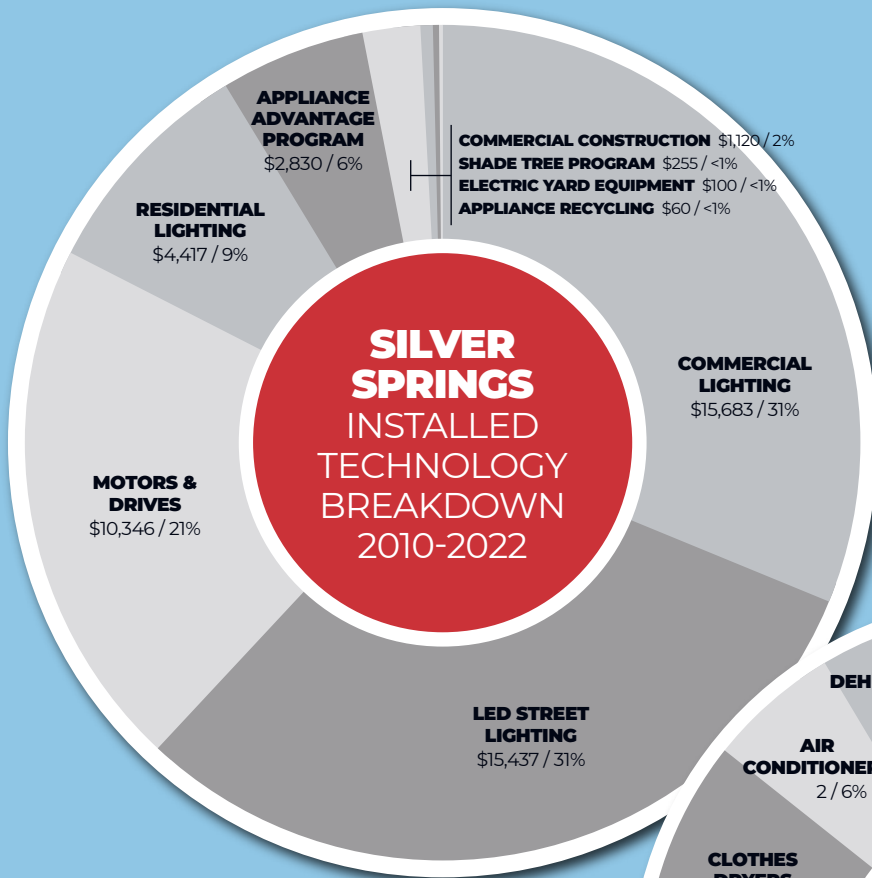 APPLIANCE
ADVANTAGE
PROGRAM
$2,830 / 6%
COMMERCIAL CONSTRUCTION $1,120 / 2%
SHADE TREE PROGRAM $255 / <1%
ELECTRIC YARD EQUIPMENT $100 / <1%
APPLIANCE RECYCLING $60 / <1%
RESIDENTIAL
LIGHTING
$4,417 / 9%
SILVER
SPRINGS
INSTALLED
TECHNOLOGY
BREAKDOWN
2010-2022
COMMERCIAL
LIGHTING
$15,683 / 31%
MOTORS &
DRIVES
$10,346 / 21%
LED STREET
LIGHTING
$15,437 / 31%
DEH
AIR
CONDITIONER
2 / 6%
CLOTHES
DRYERS